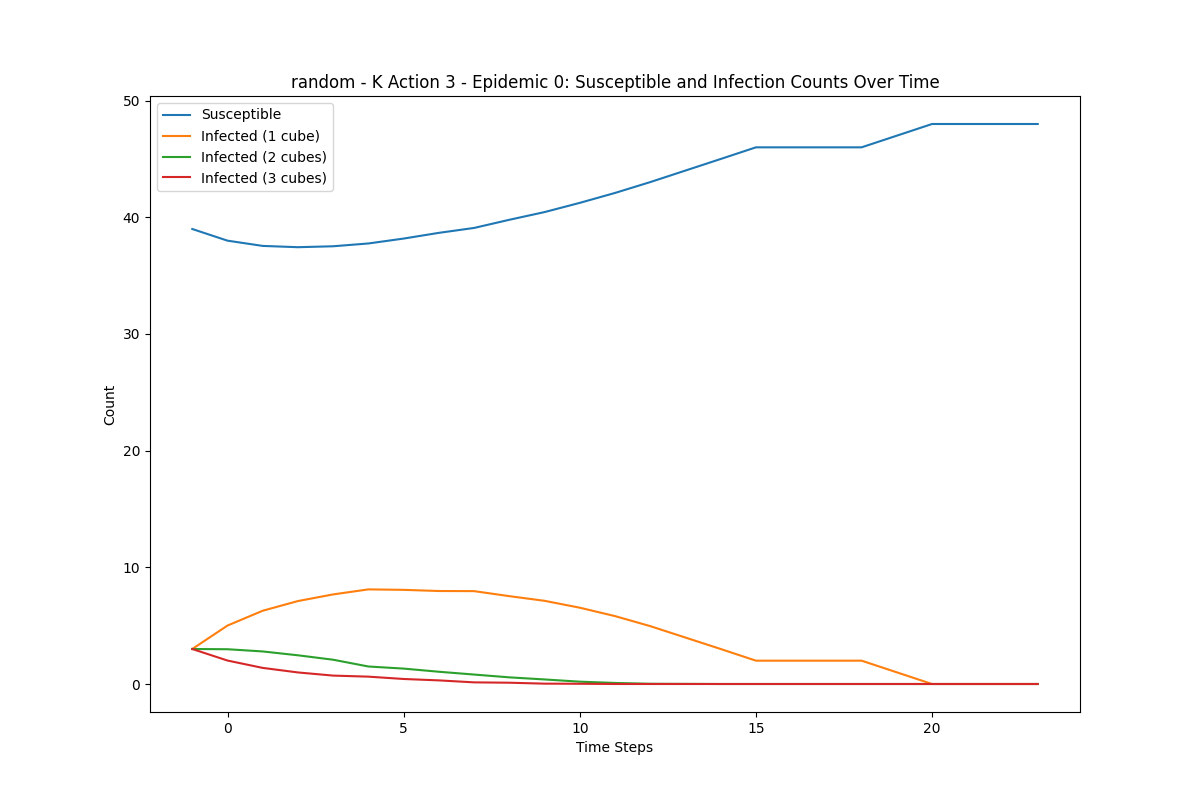 random - K Action 3 - Epidemic 0: Susceptible and Infection Counts Over Time
Susceptible
Infected (1 cube)
Infected (2 cubes)
Infected (3 cubes)
50
40
30
20
10
0
Count
0 5 10 15 20
Time Steps